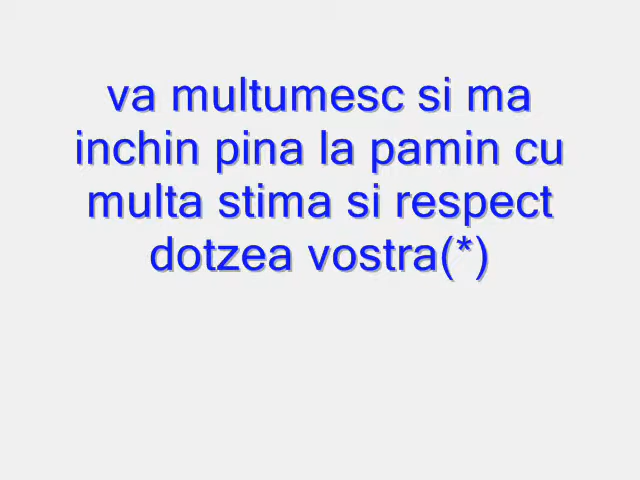 va multumesc si ma
inchin pina la pamin cu
multa stima si respect
dotzea vostra(*)